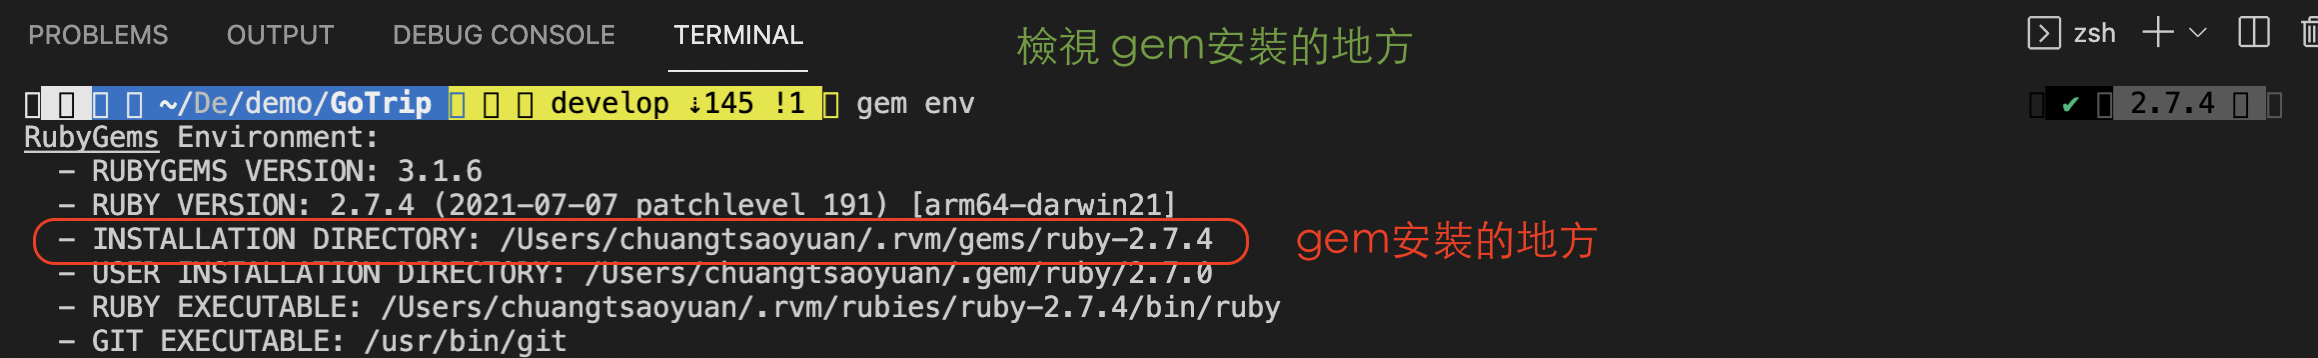 PROBLEMS OUTPUT DEBUG CONSOLE TERMINAL 檢視 gem安裝的地方 zsh
~/De/demo/GoTrip develop ⇣145 !1 gem env ✔ 2.7.4
RubyGems Environment:
- RUBYGEMS VERSION: 3.1.6
- RUBY VERSION: 2.7.4 (2021-07-07 patchlevel 191) [arm64-darwin21]
- INSTALLATION DIRECTORY: /Users/chuangtsaoyuan/.rvm/gems/ruby-2.7.4 gem安裝的地方
- USER INSTALLATION DIRECTORY: /Users/chuangtsaoyuan/.gem/ruby/2.7.0
- RUBY EXECUTABLE: /Users/chuangtsaoyuan/.rvm/rubies/ruby-2.7.4/bin/ruby
- GIT EXECUTABLE: /usr/bin/git